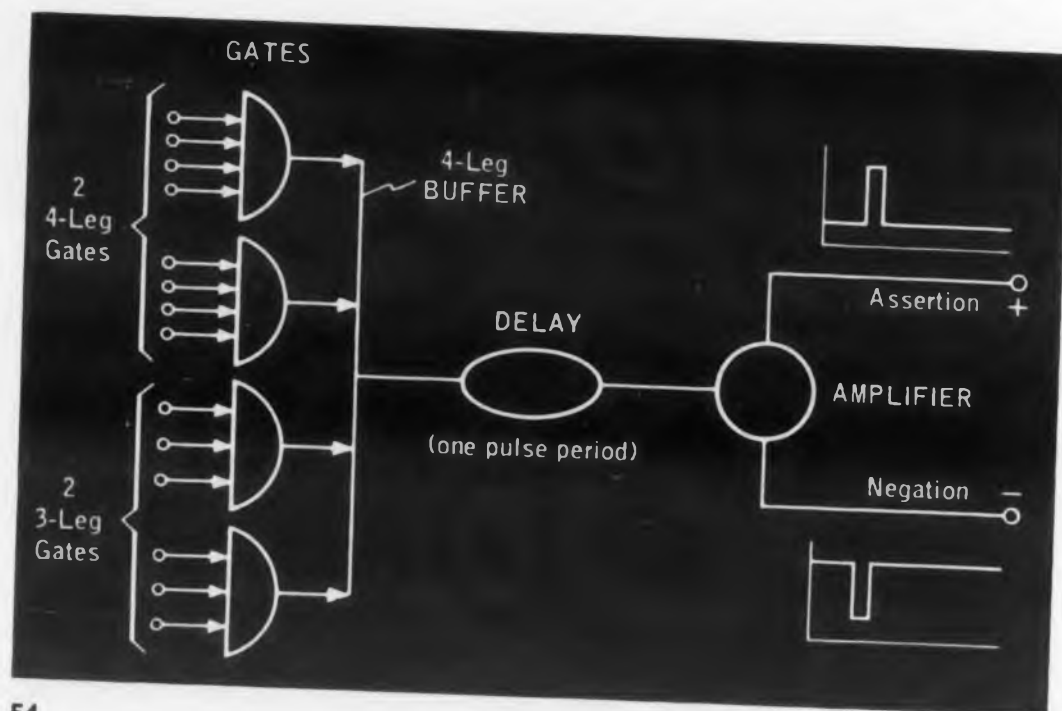 GATES
2
4-Leg
Gates
4-Leg
BUFFER
DELAY
(one pulse period)
Assertion
+
AMPLIFIER
Negation
−
2
3-Leg
Gates
54